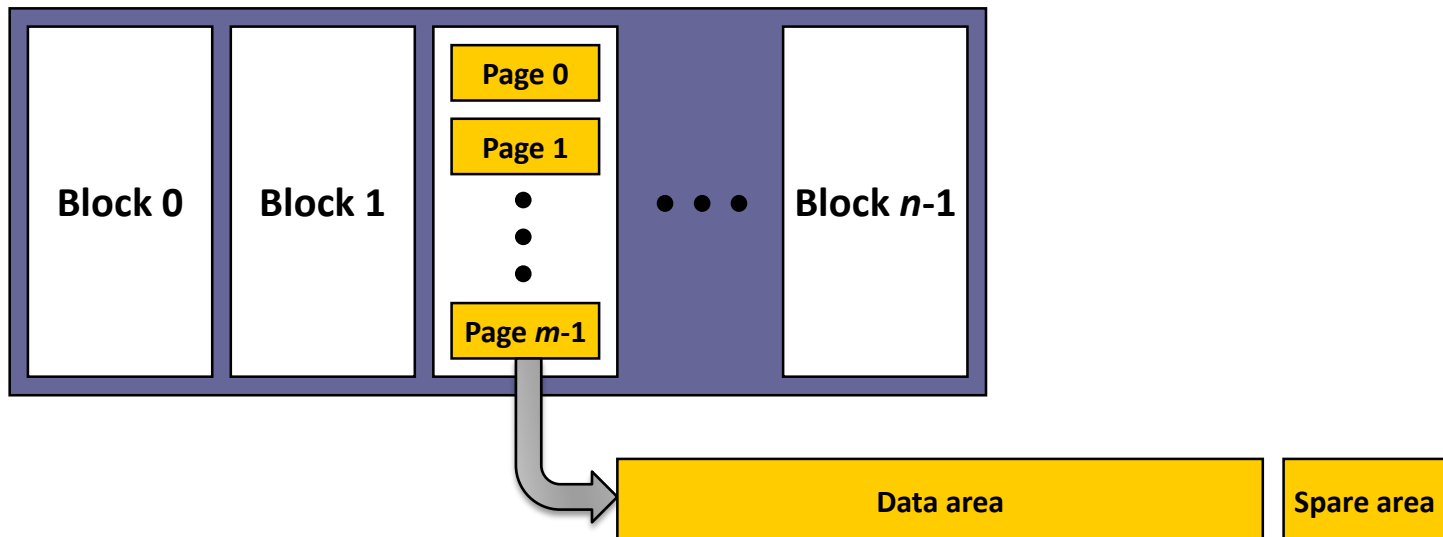 Block 0
Block 1
Page 0
Page 1
Page m-1
Block n-1
Data area
Spare area